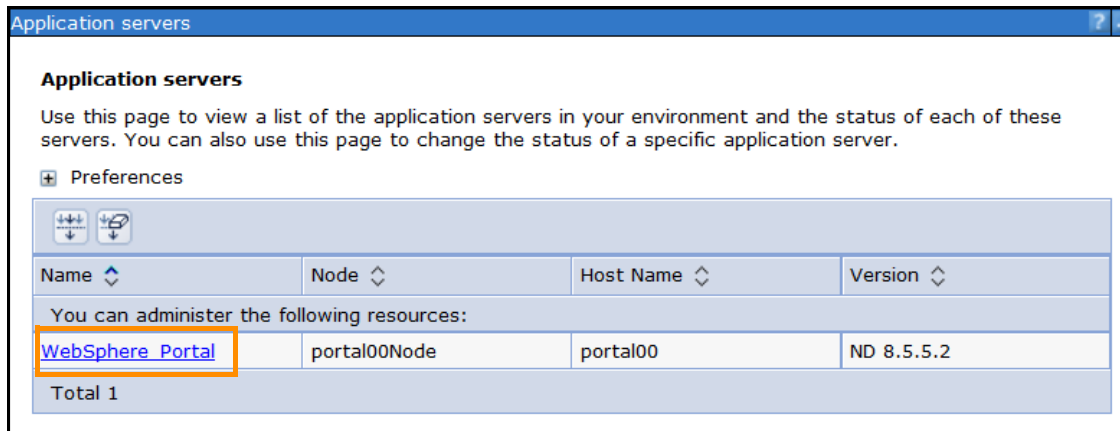 Application servers
Application servers
Use this page to view a list of the application servers in your environment and the status of each of these
servers. You can also use this page to change the status of a specific application server.
Preferences
Name Node Host Name Version
You can administer the following resources:
WebSphere_Portal portal00Node portal00 ND 8.5.5.2
Total 1